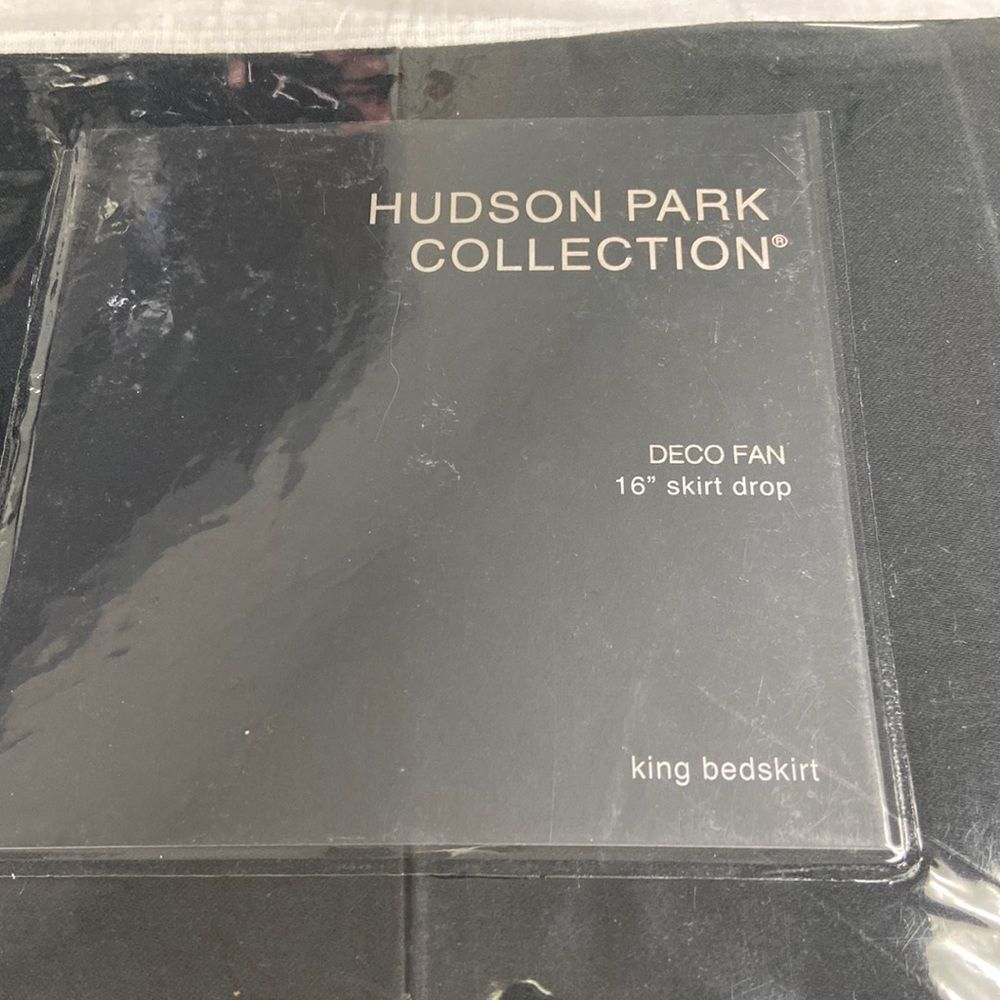 HUDSON PARK
COLLECTION®
DECO FAN
16” skirt drop
king bedskirt